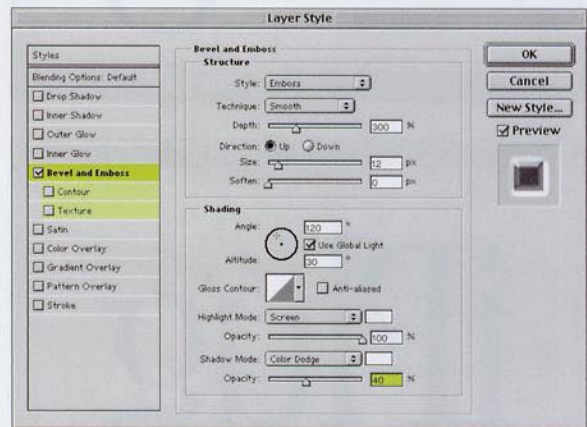 Layer Style
Styles
Blending Options: Default
Drop Shadow
Inner Shadow
Outer Glow
Inner Glow
Bevel and Emboss
Contour
Texture
Satin
Color Overlay
Gradient Overlay
Pattern Overlay
Stroke
Bevel and Emboss
Structure
Style: Emboss
Technique: Smooth
Depth: 300 %
Direction: Up Down
Size: 12 px
Soften: 0 px
Shading
Angle: 120 °
Use Global Light
Altitude: 30 °
Gloss Contour: Anti-aliased
Highlight Mode: Screen
Opacity: 100 %
Shadow Mode: Color Dodge
Opacity: 40 %
OK
Cancel
New Style...
Preview